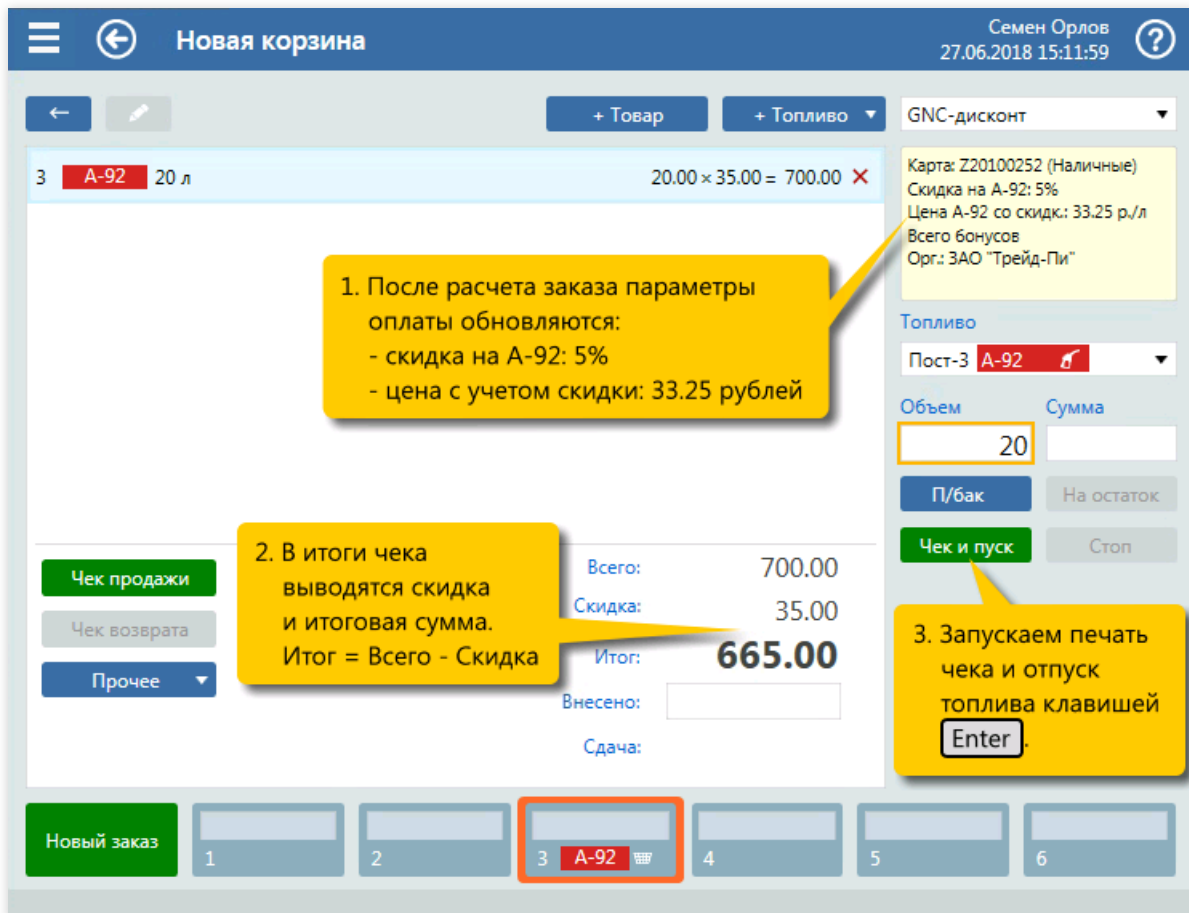 Новая корзина
Семен Орлов
27.06.2018 15:11:59
+ Товар
+ Топливо
GNC-дисконт
3 А-92 20 л 20.00 × 35.00 = 700.00
Карта: Z20100252 (Наличные)
Скидка на А-92: 5%
Цена А-92 со скидк.: 33.25 р./л
Всего бонусов
Орг.: ЗАО "Трейд-Пи"
1. После расчета заказа параметры
оплаты обновляются:
- скидка на А-92: 5%
- цена с учетом скидки: 33.25 рублей
Топливо
Пост-3 А-92
Объем Сумма
20
П/бак На остаток
Чек и пуск Стоп
Чек продажи
Чек возврата
Прочее
2. В итоги чека
выводятся скидка
и итоговая сумма.
Итог = Всего - Скидка
Всего: 700.00
Скидка: 35.00
Итог: 665.00
Внесено:
Сдача:
3. Запускаем печать
чека и отпуск
топлива клавишей
Enter.
Новый заказ
1
2
3 А-92
4
5
6